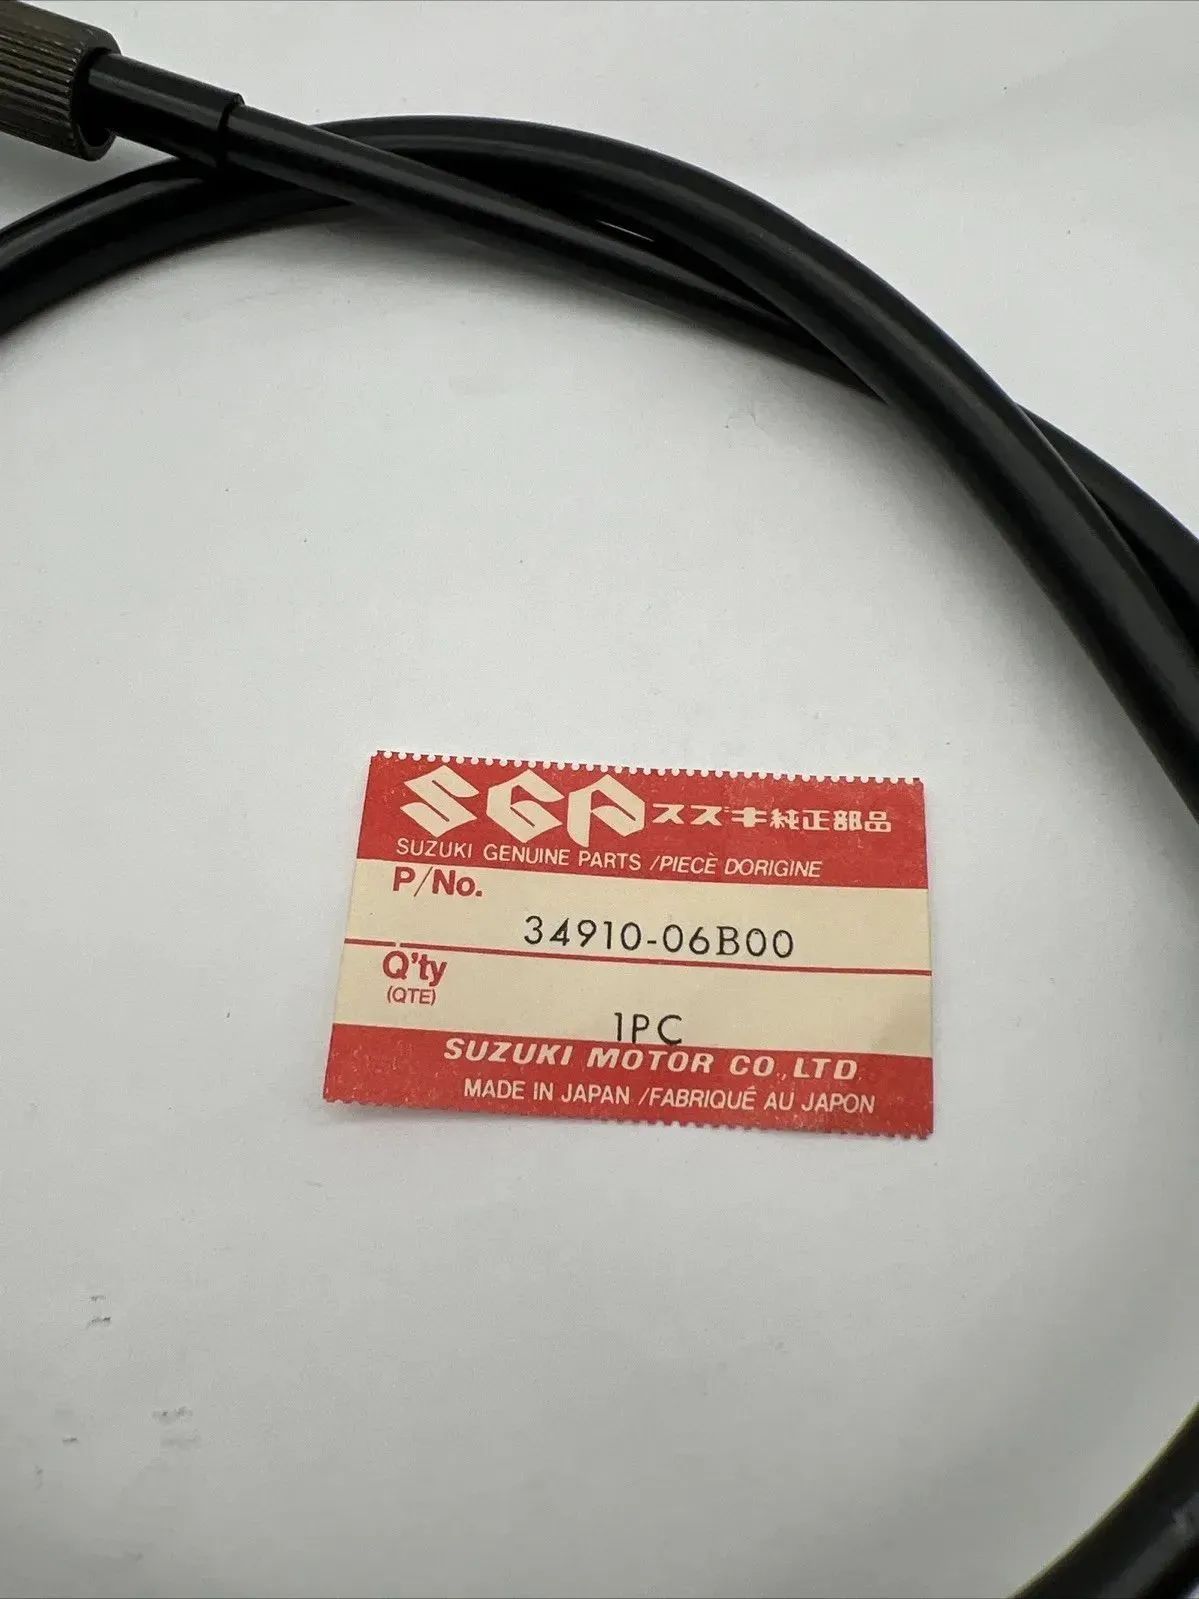 SGP スズキ純正部品
SUZUKI GENUINE PARTS /PIECÈ DORIGINE
P/No.
34910-06B00
Q'ty
(QTE)
1PC
SUZUKI MOTOR CO., LTD.
MADE IN JAPAN /FABRIQUÉ AU JAPON